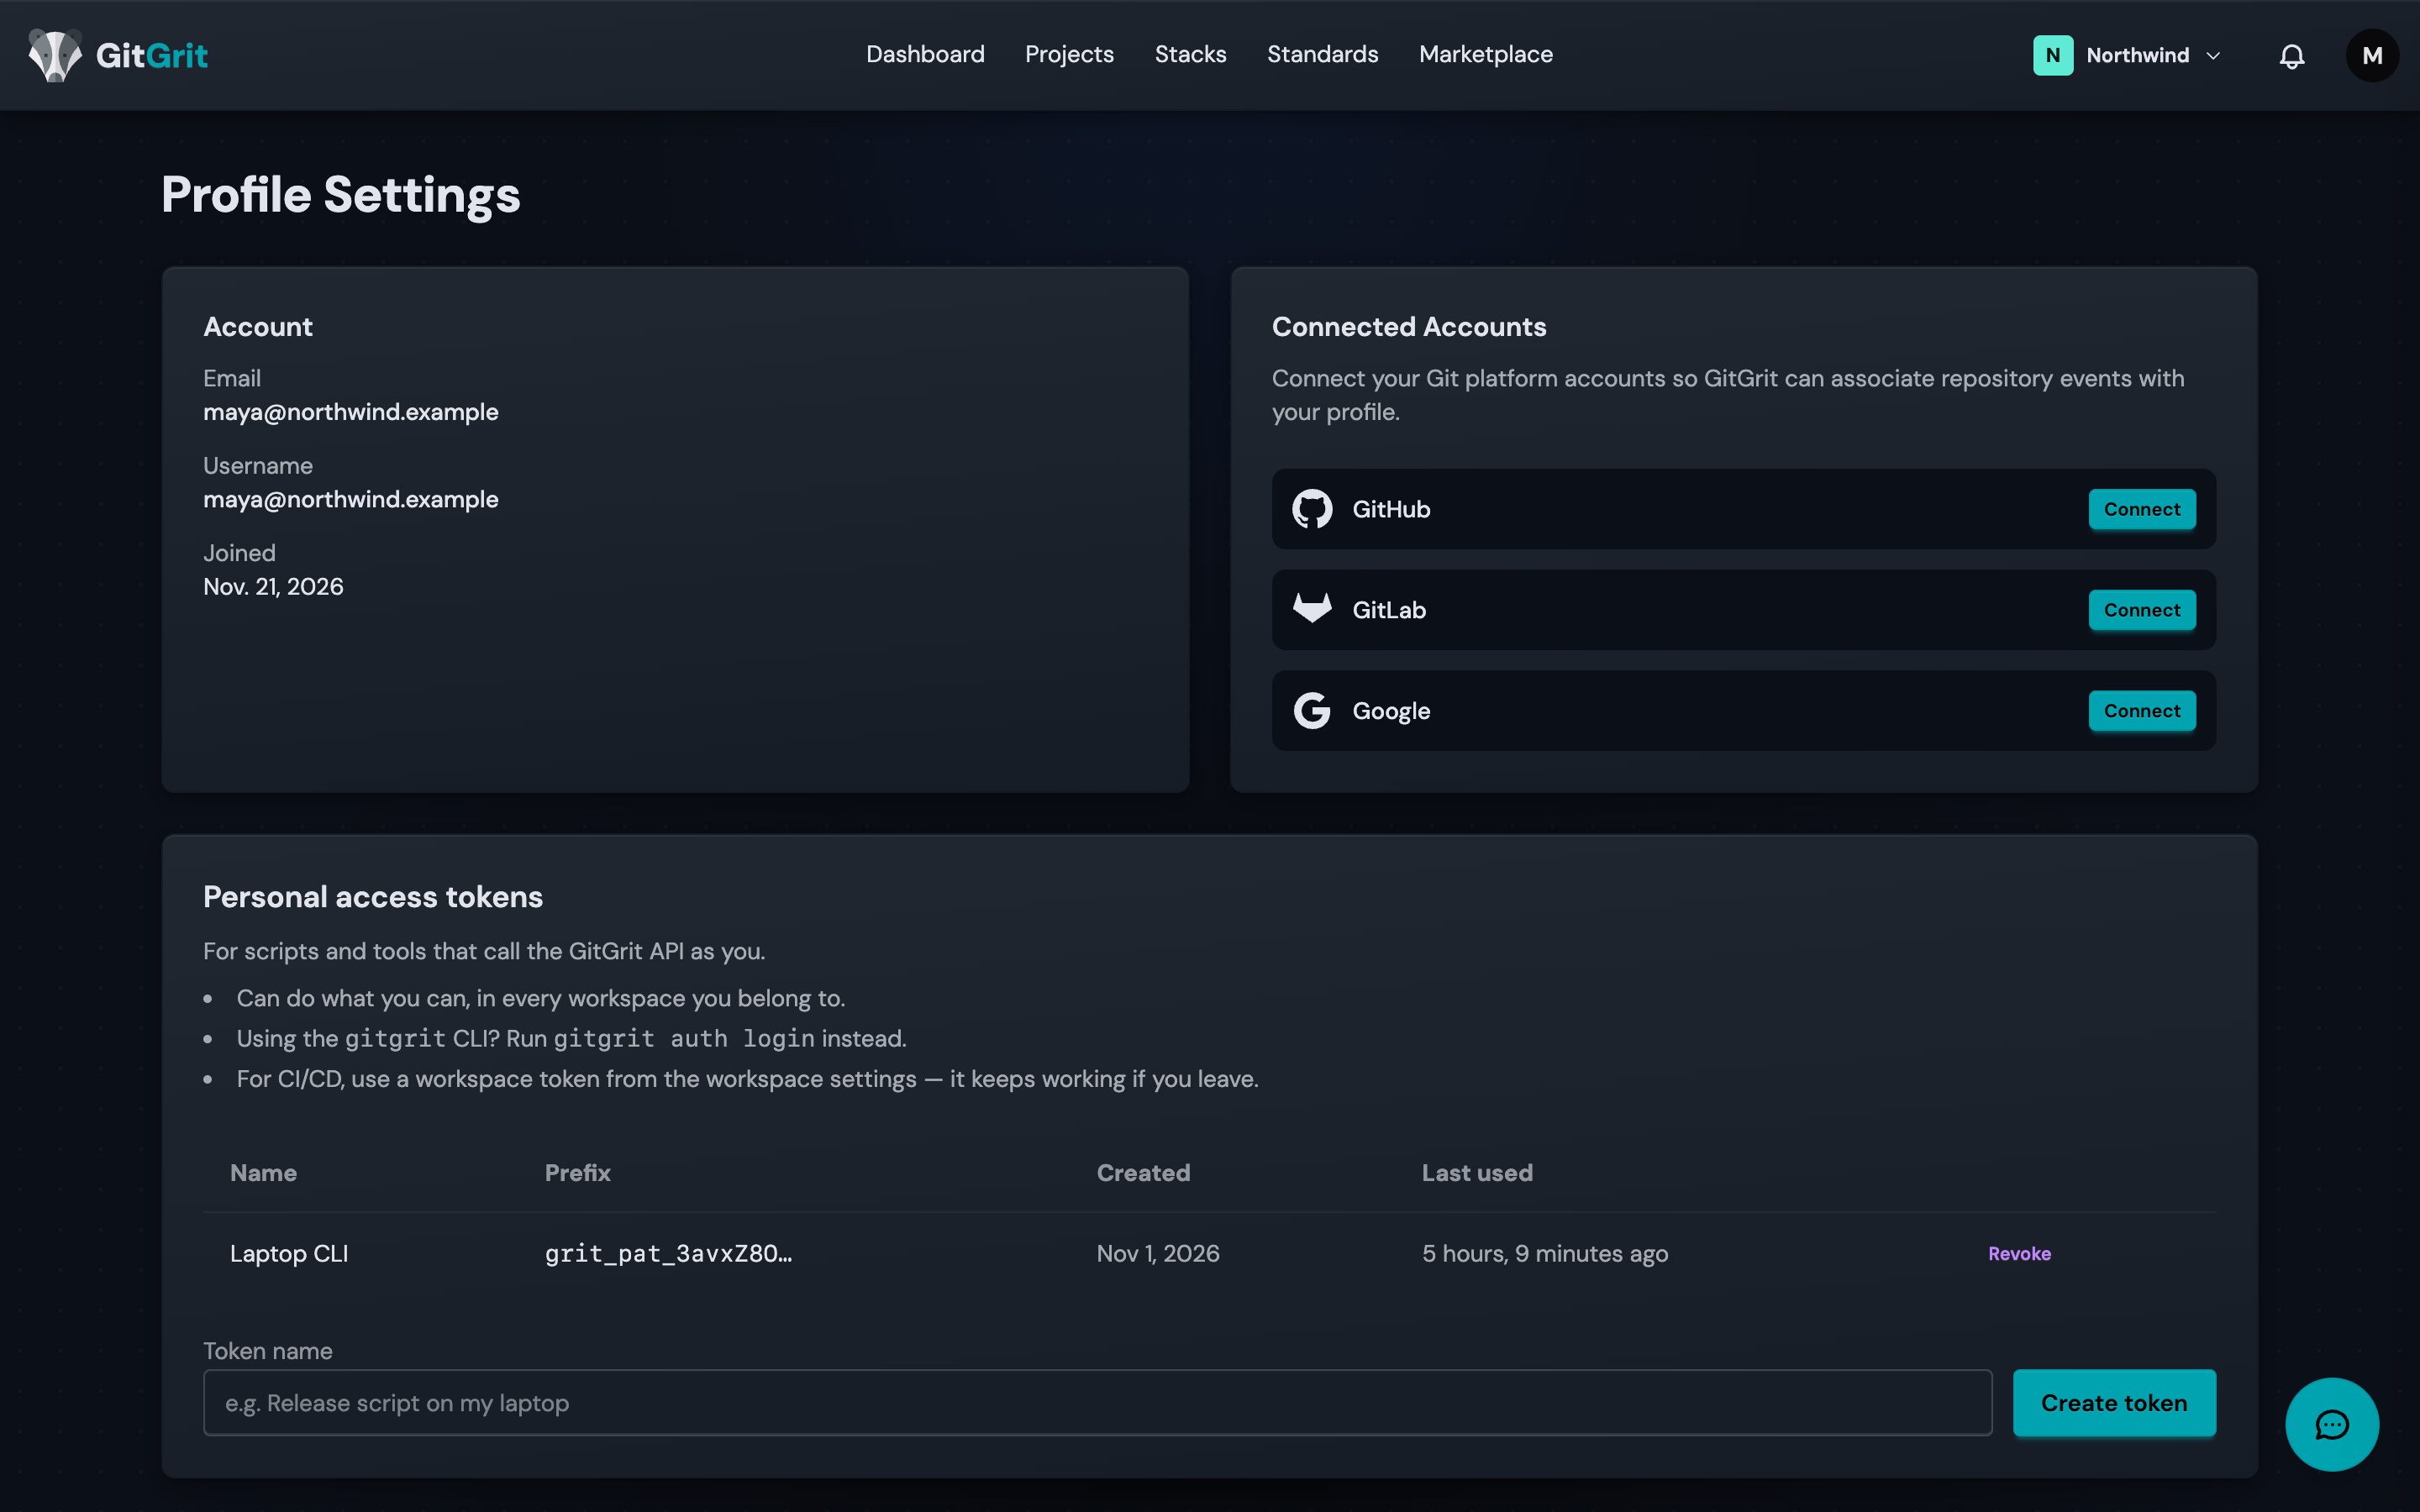 GitGrit
Dashboard
Projects
Stacks
Standards
Marketplace
N
Northwind
M
Profile Settings
Account
Email
maya@northwind.example
Username
maya@northwind.example
Joined
Nov. 21, 2026
Connected Accounts
Connect your Git platform accounts so GitGrit can associate repository events with
your profile.
GitHub
Connect
GitLab
Connect
Google
Connect
Personal access tokens
For scripts and tools that call the GitGrit API as you.
• Can do what you can, in every workspace you belong to.
• Using the gitgrit CLI? Run gitgrit auth login instead.
• For CI/CD, use a workspace token from the workspace settings — it keeps working if you leave.
Name Prefix Created Last used
Laptop CLI grit_pat_3avxZ8O… Nov 1, 2026 5 hours, 9 minutes ago Revoke
Token name
e.g. Release script on my laptop
Create token